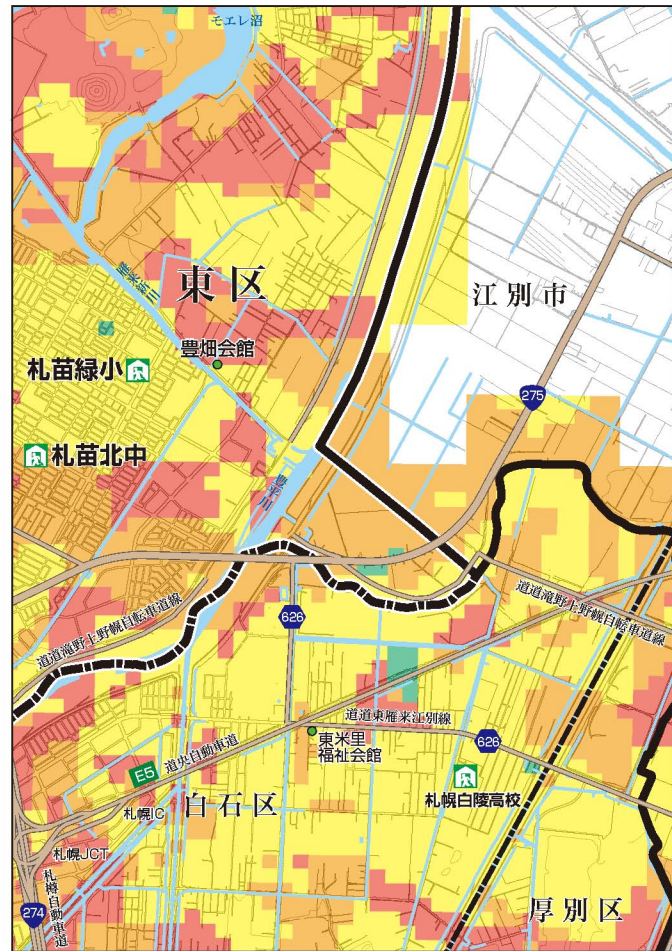 モエレ沼
東区
江別市
雁来新川
豊畑会館
札苗緑小
275
札苗北中
豊平川
626
道道滝野上野幌自転車道線
道道滝野上野幌自転車道線
道道東雁来江別線
東米里
福祉会館
626
道央自動車道
E5
札幌白陵高校
札幌IC
白石区
札幌JCT
札樽自動車道
274
厚別区